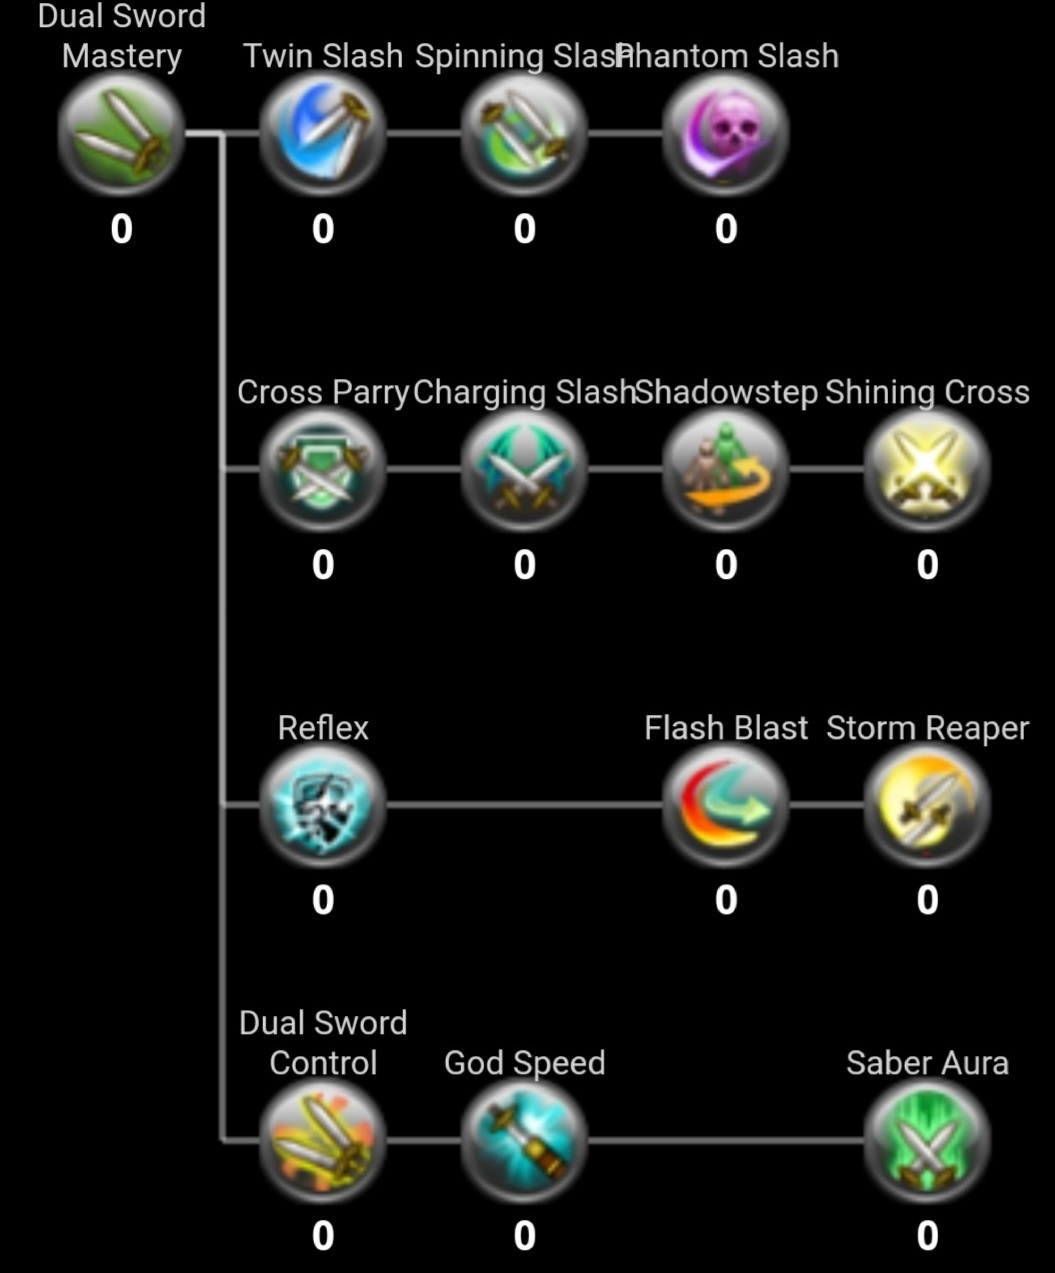 Dual Sword
Mastery
Twin Slash
Spinning Slash
Phantom Slash
0
0
0
0
Cross Parry
Charging Slash
Shadowstep
Shining Cross
0
0
0
0
Reflex
Flash Blast
Storm Reaper
0
0
0
Dual Sword
Control
God Speed
Saber Aura
0
0
0